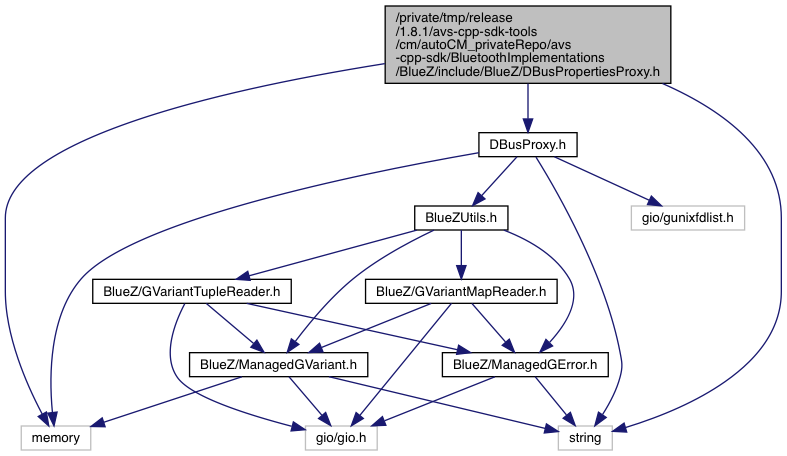 /private/tmp/release
/1.8.1/avs-cpp-sdk-tools
/cm/autoCM_privateRepo/avs
-cpp-sdk/BluetoothImplementations
/BlueZ/include/BlueZ/DBusPropertiesProxy.h
DBusProxy.h
BlueZUtils.h
gio/gunixfdlist.h
BlueZ/GVariantTupleReader.h
BlueZ/GVariantMapReader.h
BlueZ/ManagedGVariant.h
BlueZ/ManagedGError.h
memory
gio/gio.h
string